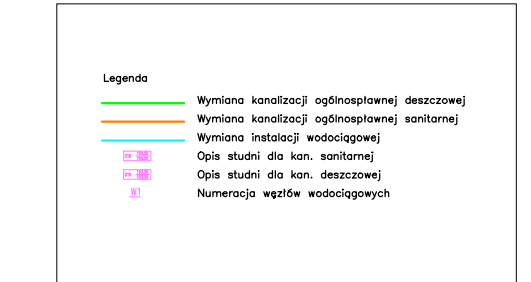 Legenda
Wymiana kanalizacji ogólnospławnej deszczowej
Wymiana kanalizacji ogólnospławnej sanitarnej
Wymiana instalacji wodociągowej
Opis studni dla kan. sanitarnej
Opis studni dla kan. deszczowej
W1 Numeracja węzłów wodociągowych